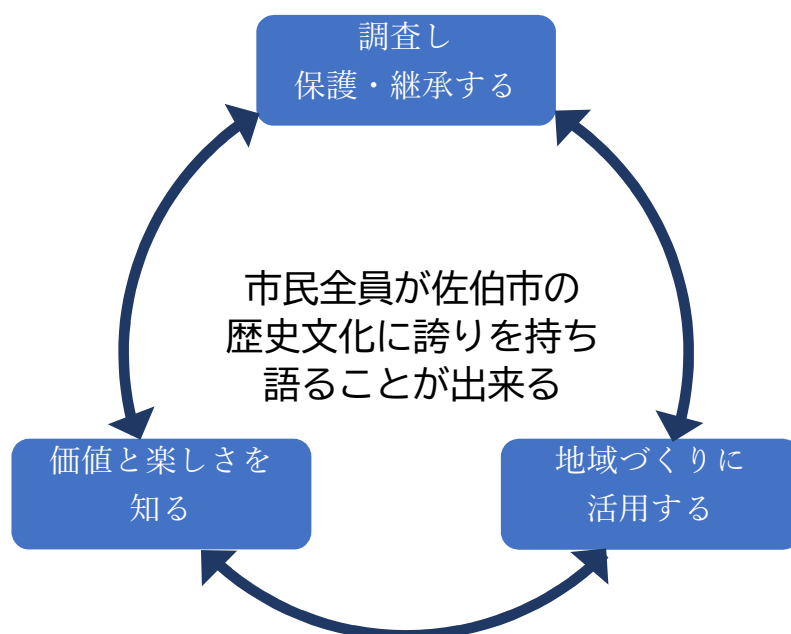 調査し
保護・継承する
市民全員が佐伯市の
歴史文化に誇りを持ち
語ることが出来る
価値と楽しさを
知る
地域づくりに
活用する